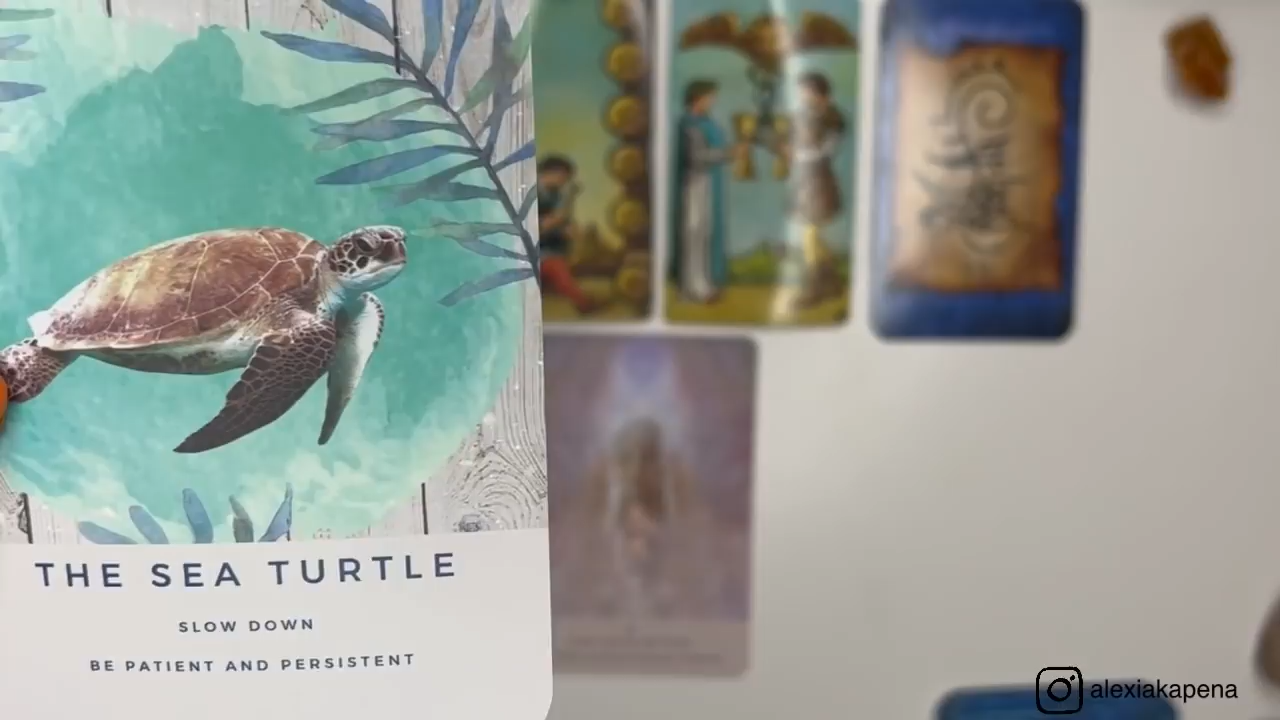 THE SEA TURTLE
SLOW DOWN
BE PATIENT AND PERSISTENT
alexiakapena